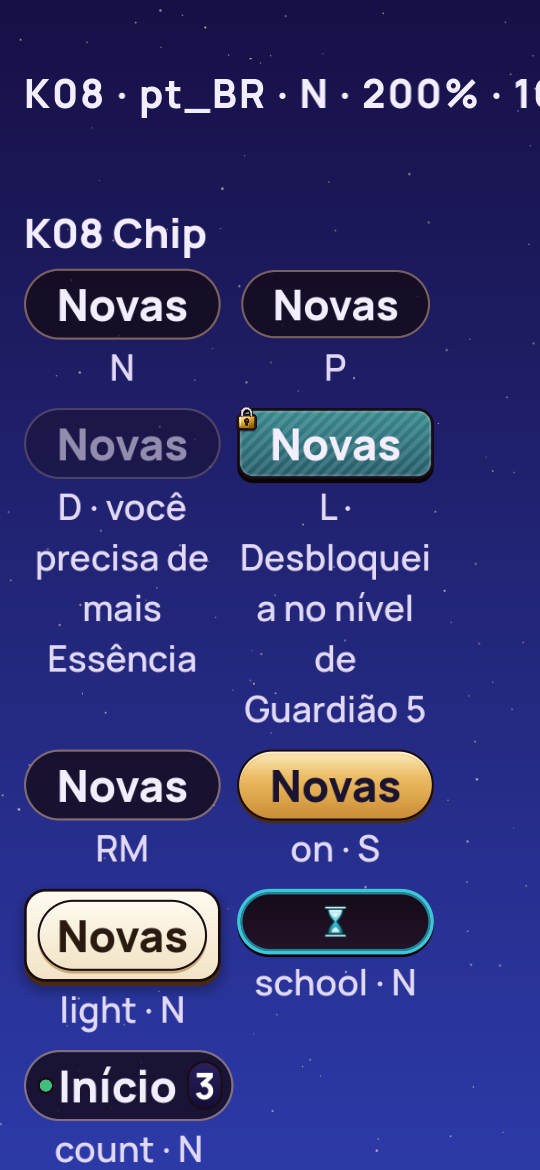 K08 · pt_BR · N · 200% ·
K08 Chip
Novas Novas
N P
Novas Novas
D · você
precisa de
mais
Essência
L ·
Desbloquei
a no nível
de
Guardião 5
Novas Novas
RM on · S
Novas
light · N school · N
Início 3
count · N